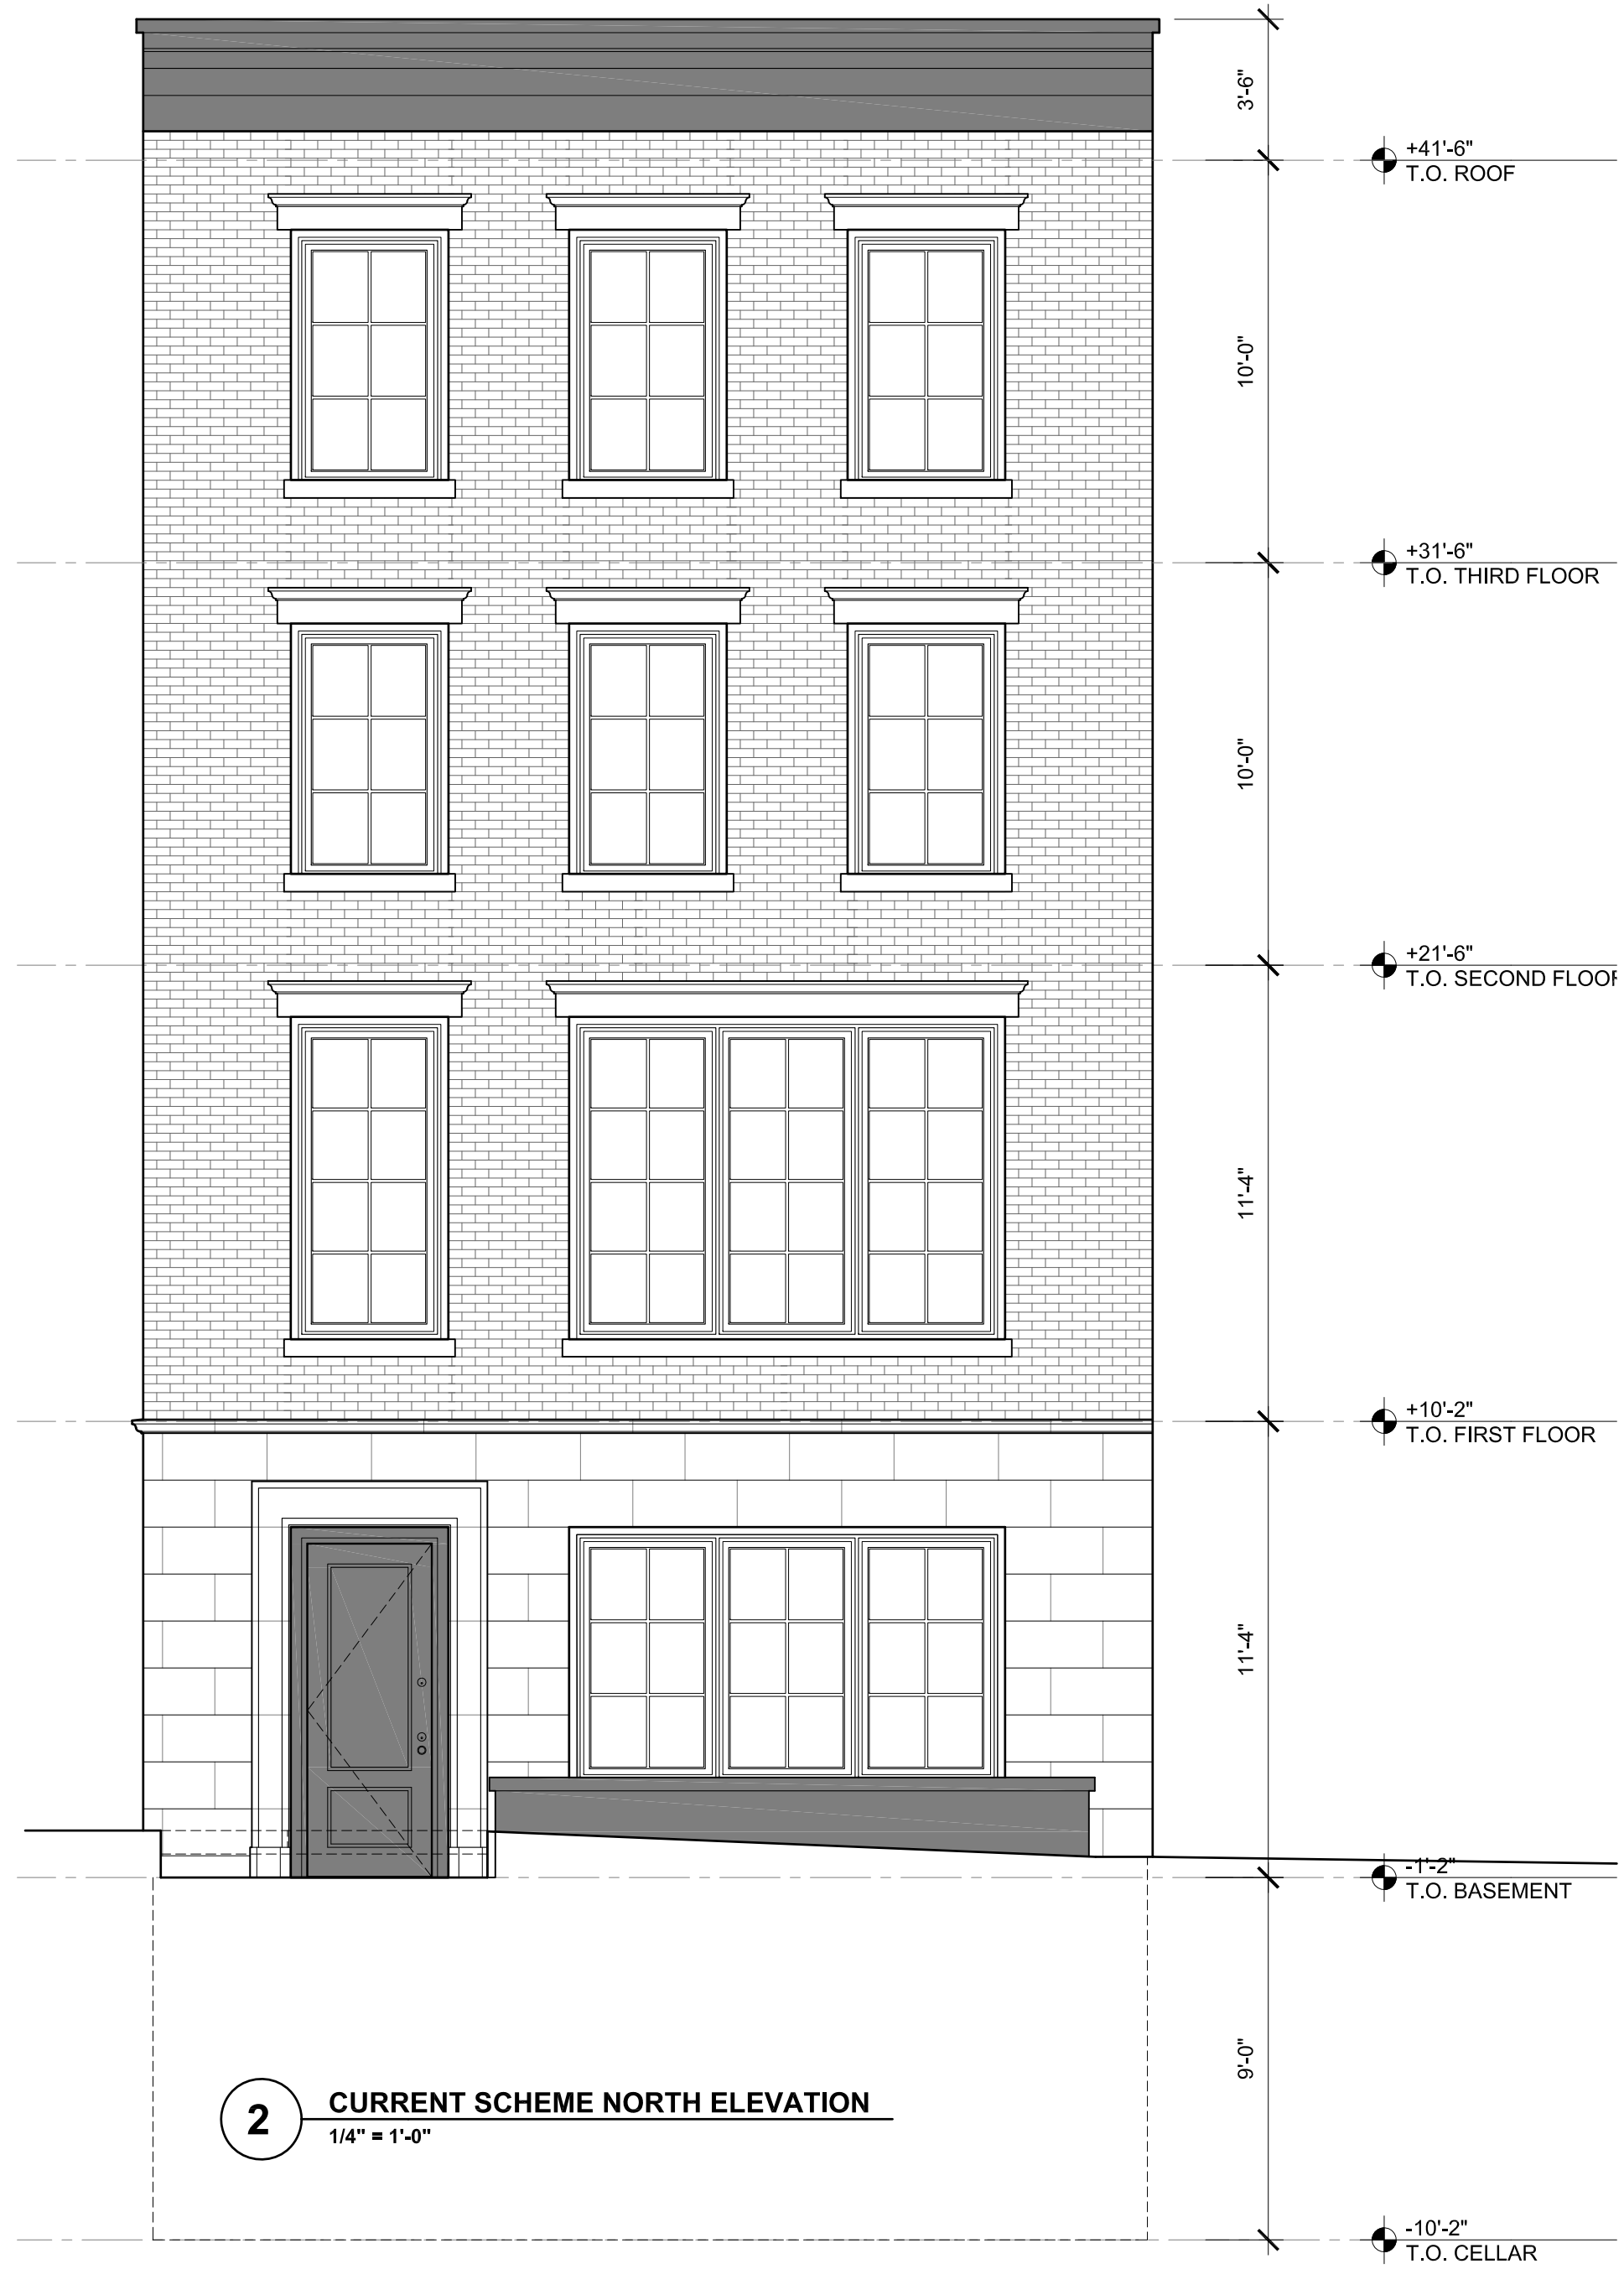 3'-6"
+41'-6"
T.O. ROOF
10'-0"
+31'-6"
T.O. THIRD FLOOR
10'-0"
+21'-6"
T.O. SECOND FLOOR
11'-4"
+10'-2"
T.O. FIRST FLOOR
11'-4"
-1'-2"
T.O. BASEMENT
9'-0"
2
CURRENT SCHEME NORTH ELEVATION
1/4" = 1'-0"
-10'-2"
T.O. CELLAR